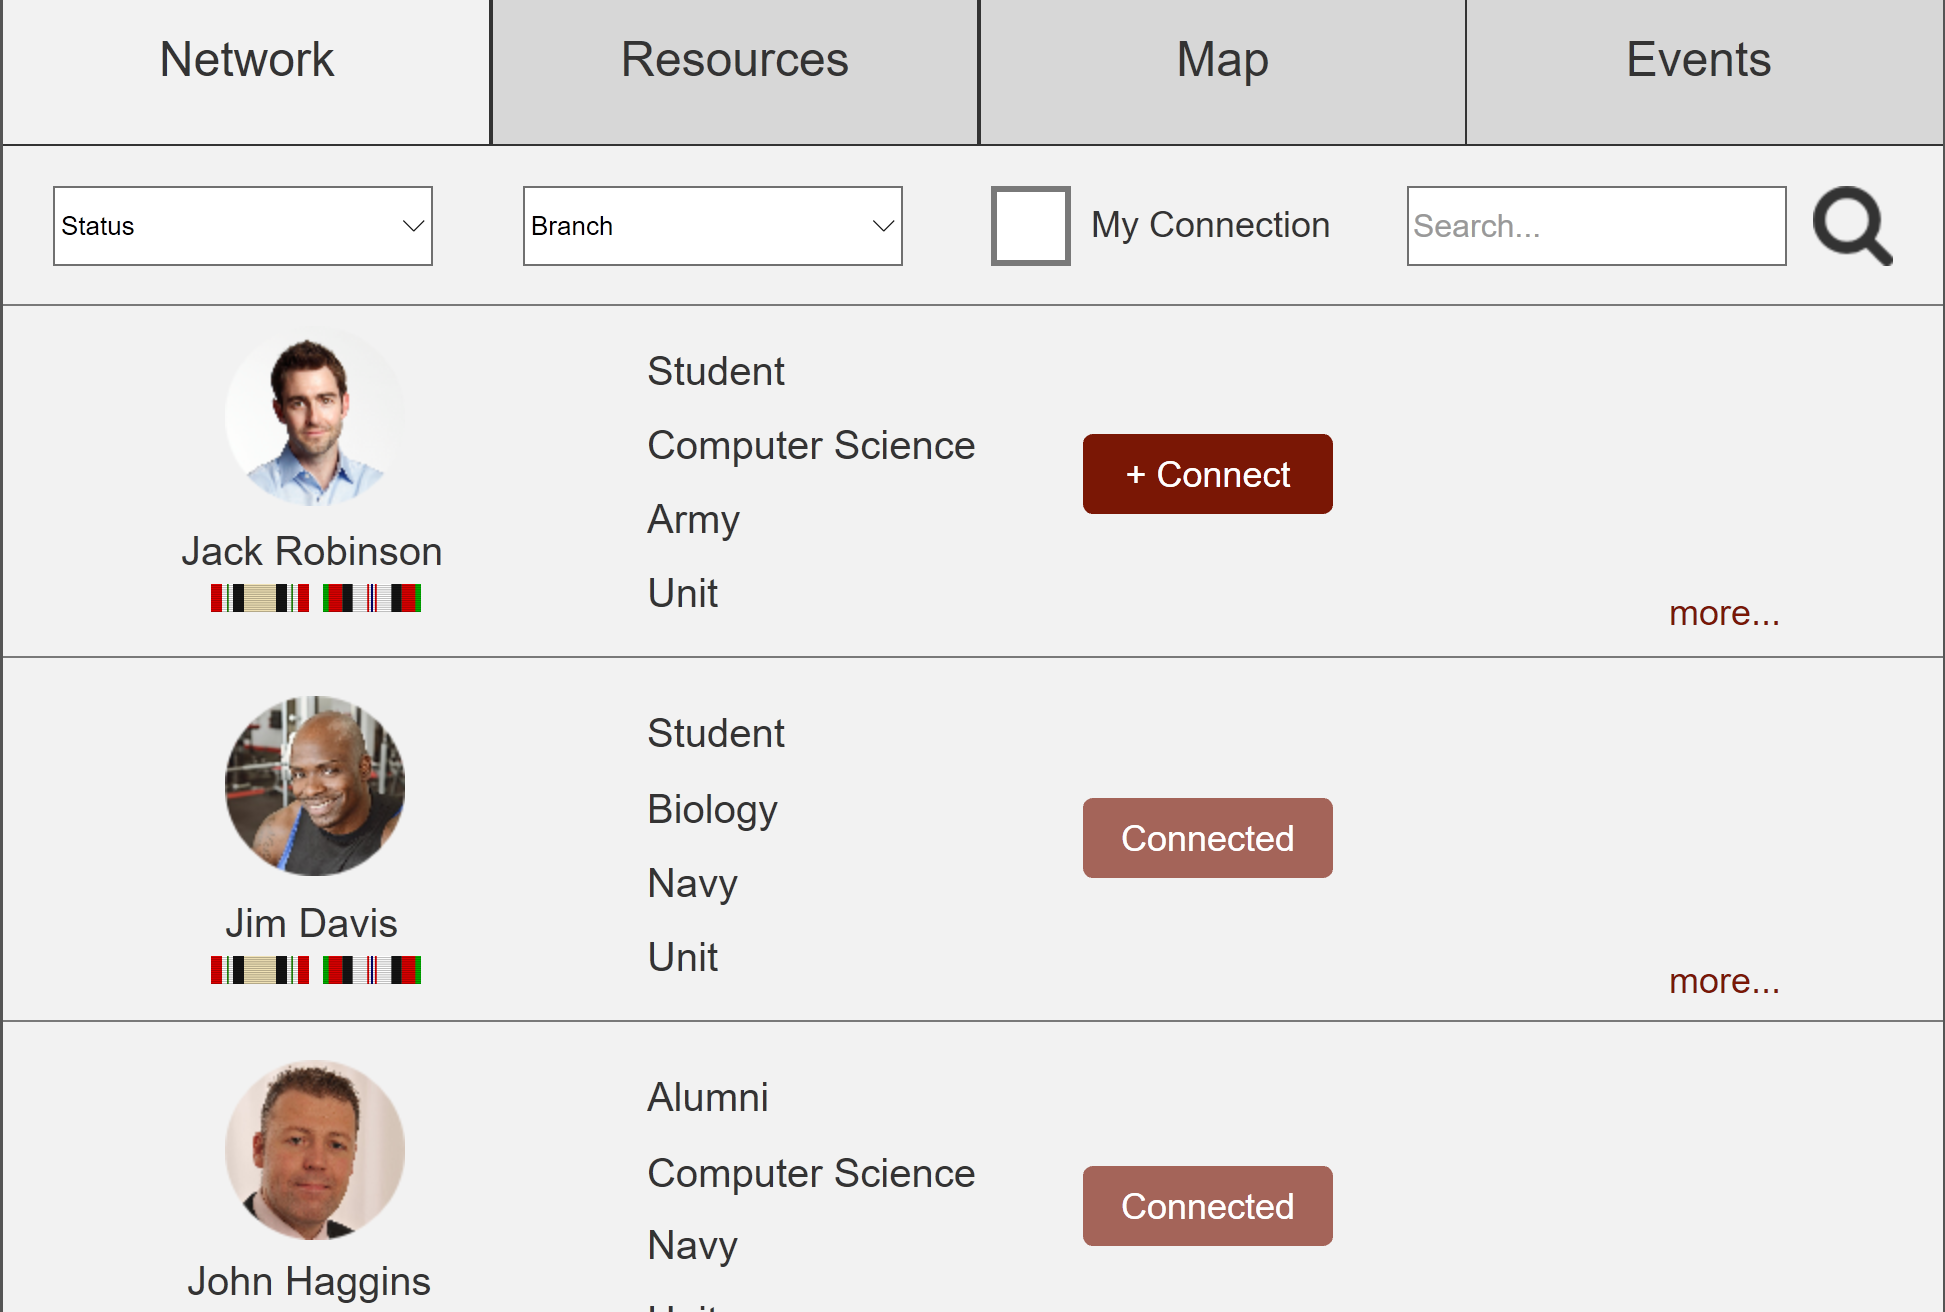 Network
Resources
Map
Events
Status
Branch
My Connection
Search...
Student
Computer Science
Army
Unit
+ Connect
Jack Robinson
more...
Student
Biology
Navy
Unit
Connected
Jim Davis
more...
Alumni
Computer Science
Navy
Connected
John Haggins